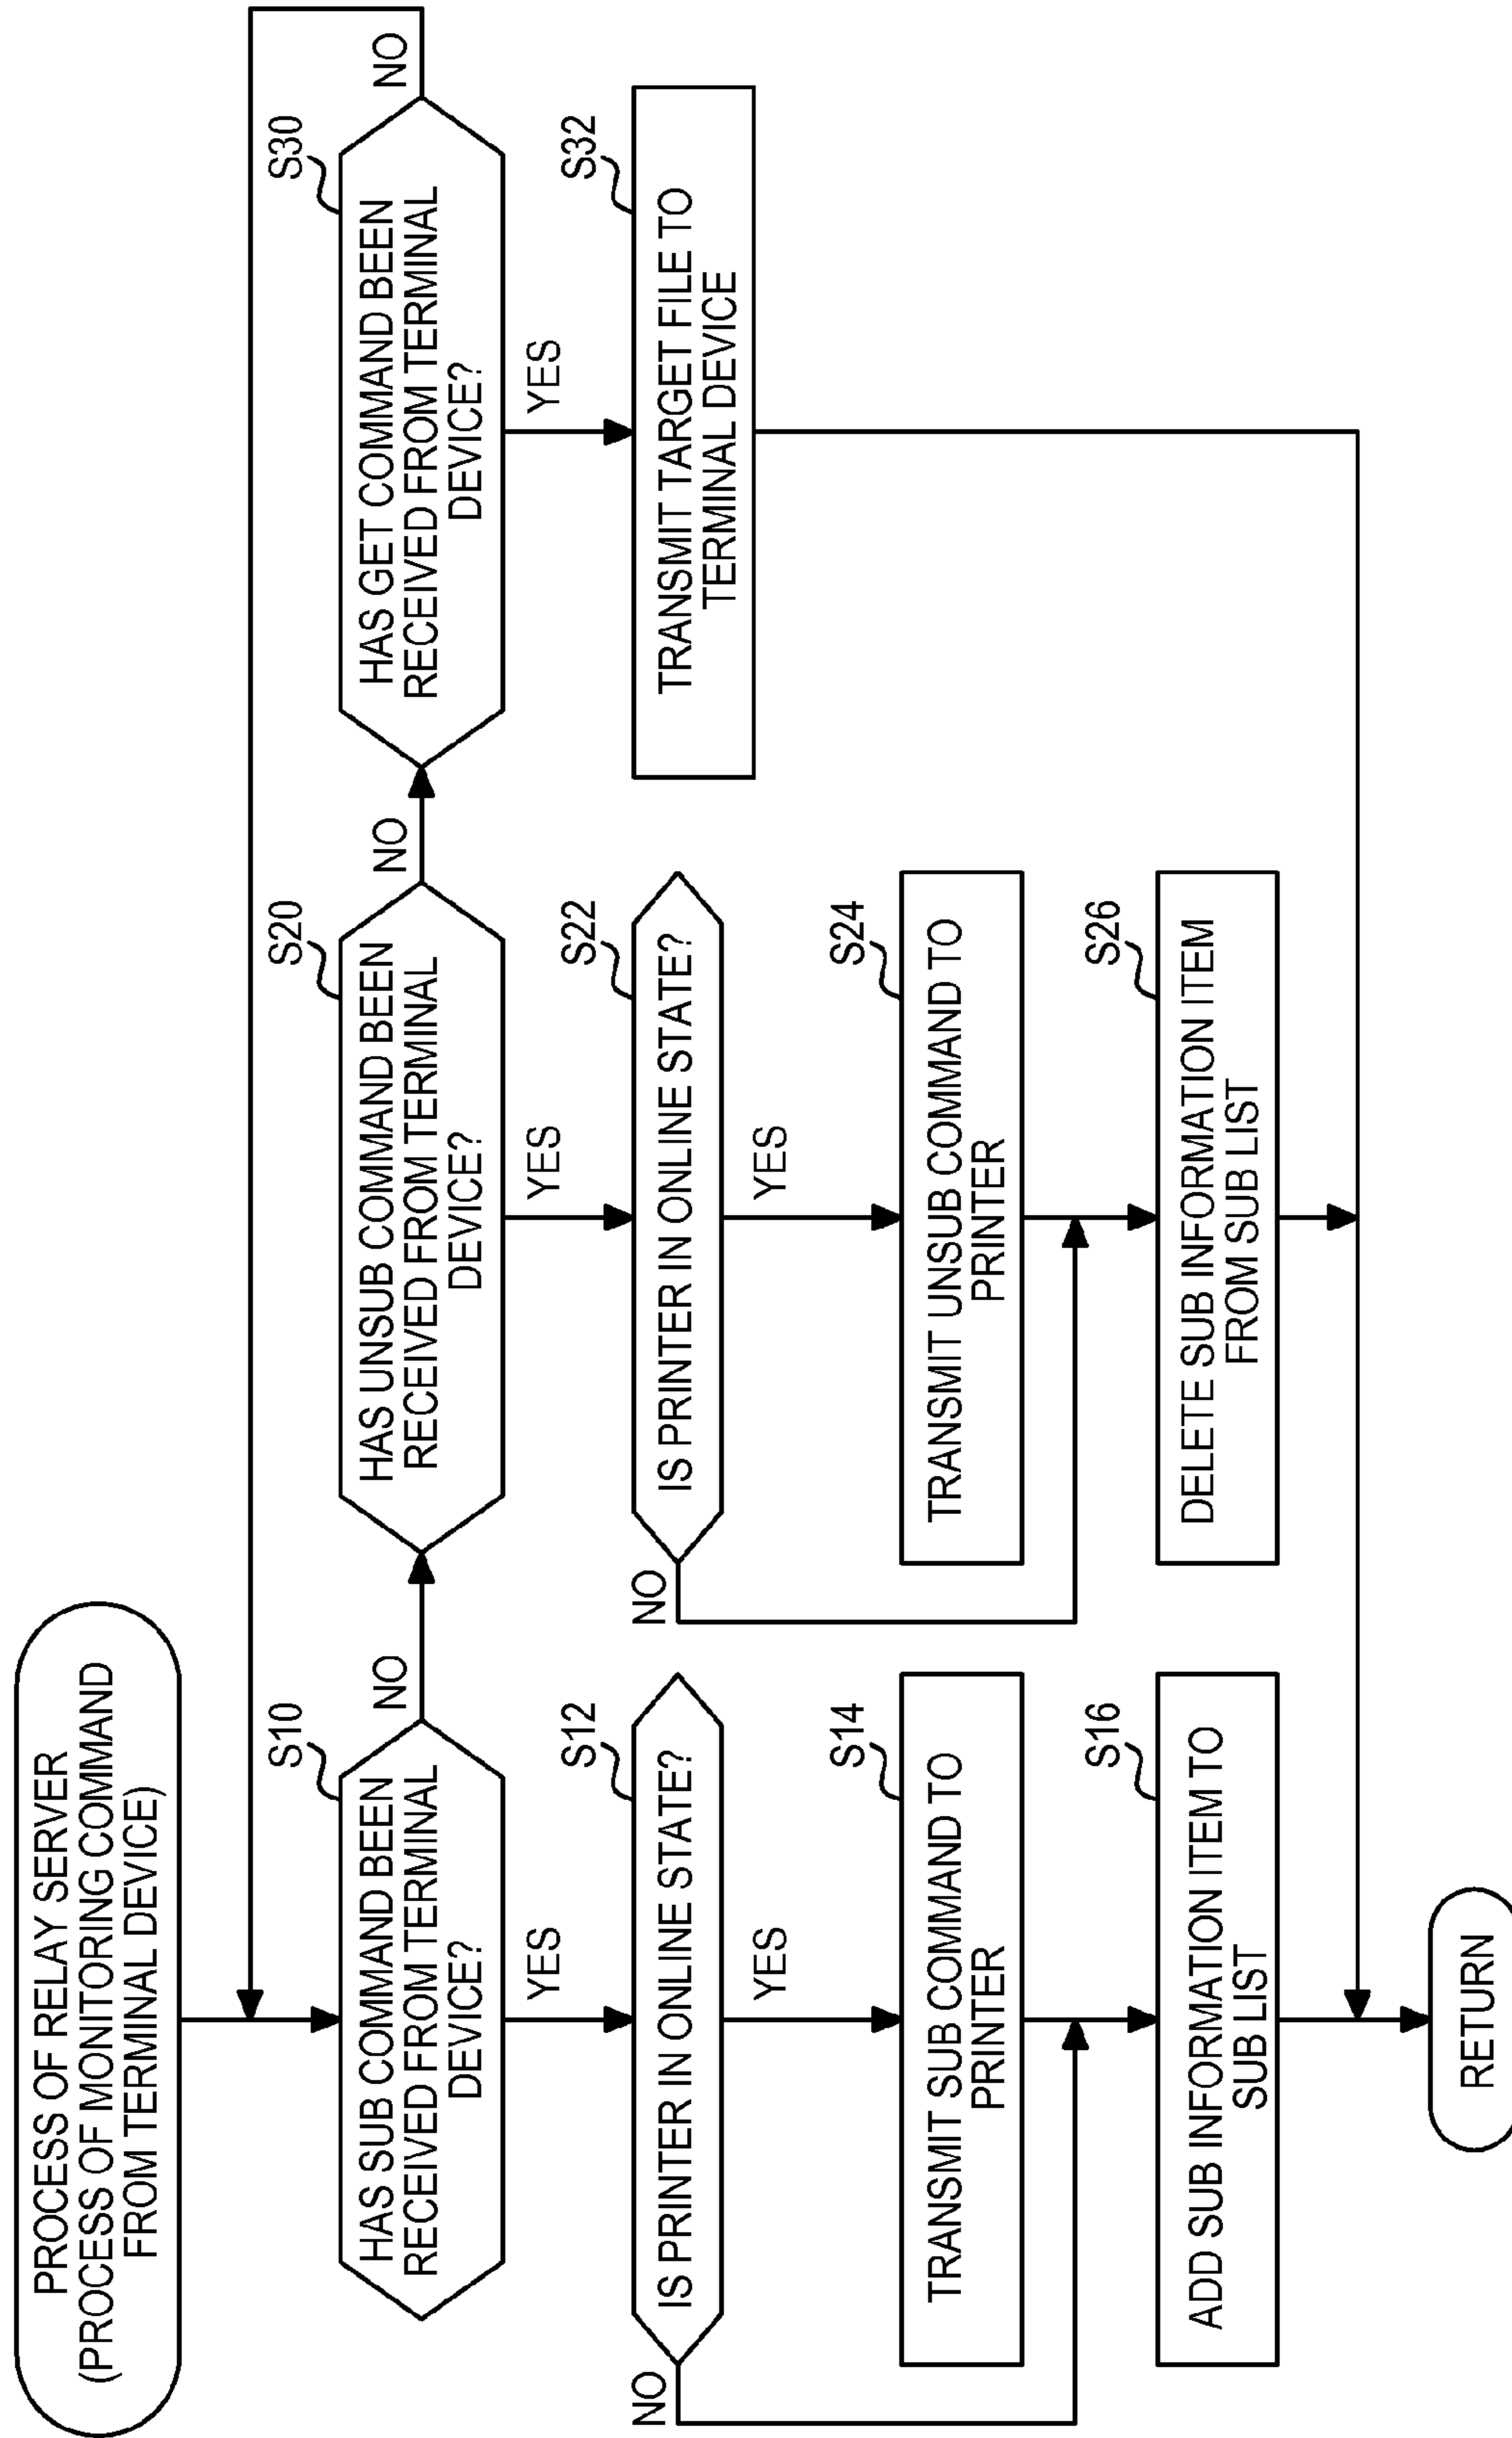 PROCESS OF RELAY SERVER
(PROCESS OF MONITORING COMMAND
FROM TERMINAL DEVICE)
S10
HAS SUB COMMAND BEEN
RECEIVED FROM TERMINAL
DEVICE?
NO
YES
S12
IS PRINTER IN ONLINE STATE?
NO
YES
S14
TRANSMIT SUB COMMAND TO
PRINTER
S16
ADD SUB INFORMATION ITEM TO
SUB LIST
S20
HAS UNSUB COMMAND BEEN
RECEIVED FROM TERMINAL
DEVICE?
NO
YES
S22
IS PRINTER IN ONLINE STATE?
NO
YES
S24
TRANSMIT UNSUB COMMAND TO
PRINTER
S26
DELETE SUB INFORMATION ITEM
FROM SUB LIST
S30
HAS GET COMMAND BEEN
RECEIVED FROM TERMINAL
DEVICE?
NO
YES
S32
TRANSMIT TARGET FILE TO
TERMINAL DEVICE
RETURN